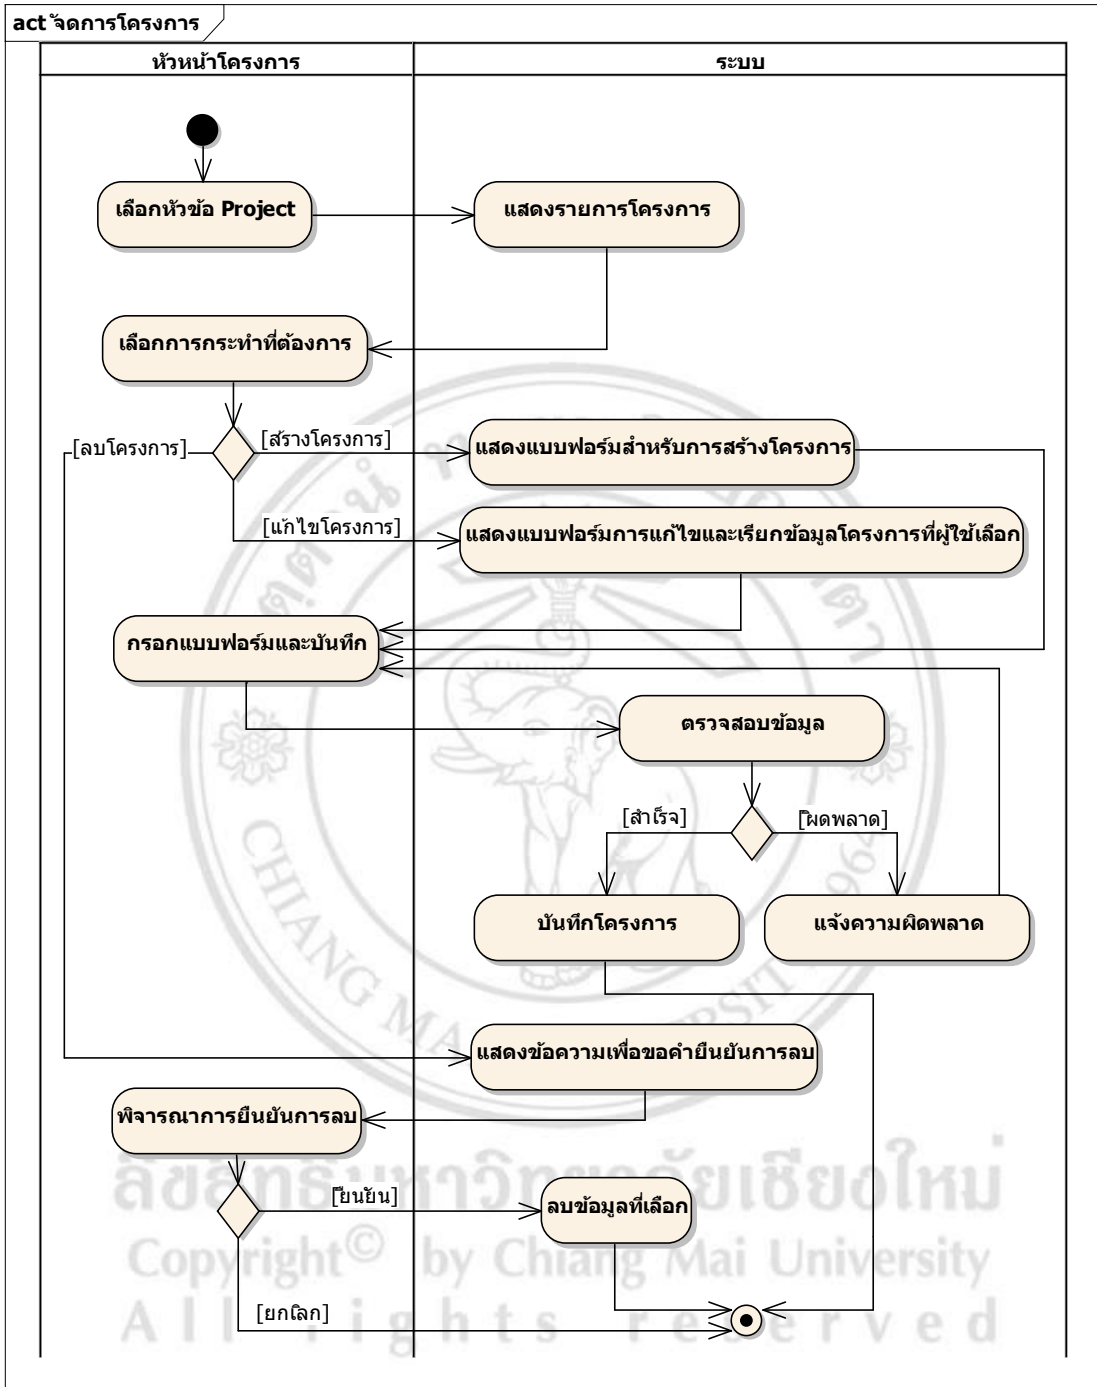 act จัดการโครงการ
หัวหน้าโครงการ
ระบบ
เลือกหัวข้อ Project
แสดงรายการโครงการ
เลือกการกระทำที่ต้องการ
[ลบโครงการ]
[สร้างโครงการ]
แสดงแบบฟอร์มสำหรับการสร้างโครงการ
[แก้ไขโครงการ]
แสดงแบบฟอร์มการแก้ไขและเรียกข้อมูลโครงการที่ผู้ใช้เลือก
กรอกแบบฟอร์มและบันทึก
ตรวจสอบข้อมูล
[สำเร็จ]
[ผิดพลาด]
บันทึกโครงการ
แจ้งความผิดพลาด
แสดงข้อความเพื่อขอคำยืนยันการลบ
พิจารณาการยืนยันการลบ
[ยืนยัน]
ลบข้อมูลที่เลือก
[ยกเลิก]
ลิขสิทธิ์มหาวิทยาลัยเชียงใหม่
Copyright© by Chiang Mai University
All rights reserved
CHIANG MAI UNIVERSITY 1964